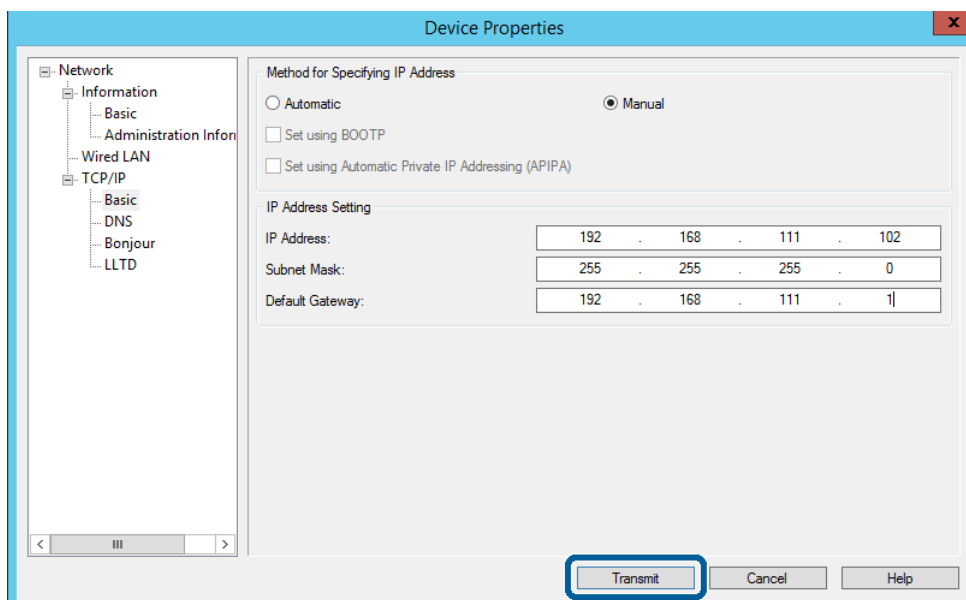 Device Properties
x
Network
Information
Basic
Administration Inforı
Wired LAN
TCP/IP
Basic
DNS
Bonjour
LLTD
Method for Specifying IP Address
Automatic
Manual
Set using BOOTP
Set using Automatic Private IP Addressing (APIPA)
IP Address Setting
IP Address: 192 . 168 . 111 . 102
Subnet Mask: 255 . 255 . 255 . 0
Default Gateway: 192 . 168 . 111 . 1
Transmit Cancel Help